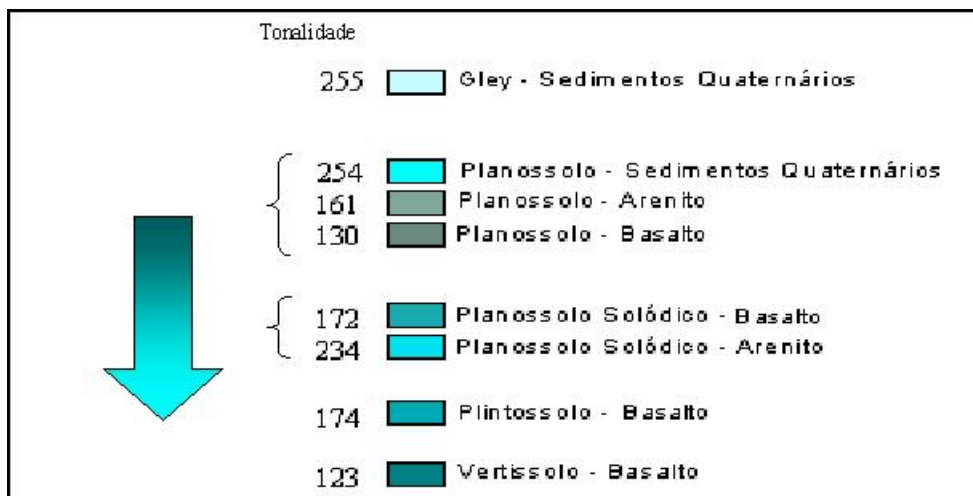 Tonalidade
255 Gley - Sedimentos Quaternários
254 Planossolo - Sedimentos Quaternários
161 Planossolo - Arenito
130 Planossolo - Basalto
172 Planossolo Solódico - Basalto
234 Planossolo Solódico - Arenito
174 Plintossolo - Basalto
123 Vertissolo - Basalto